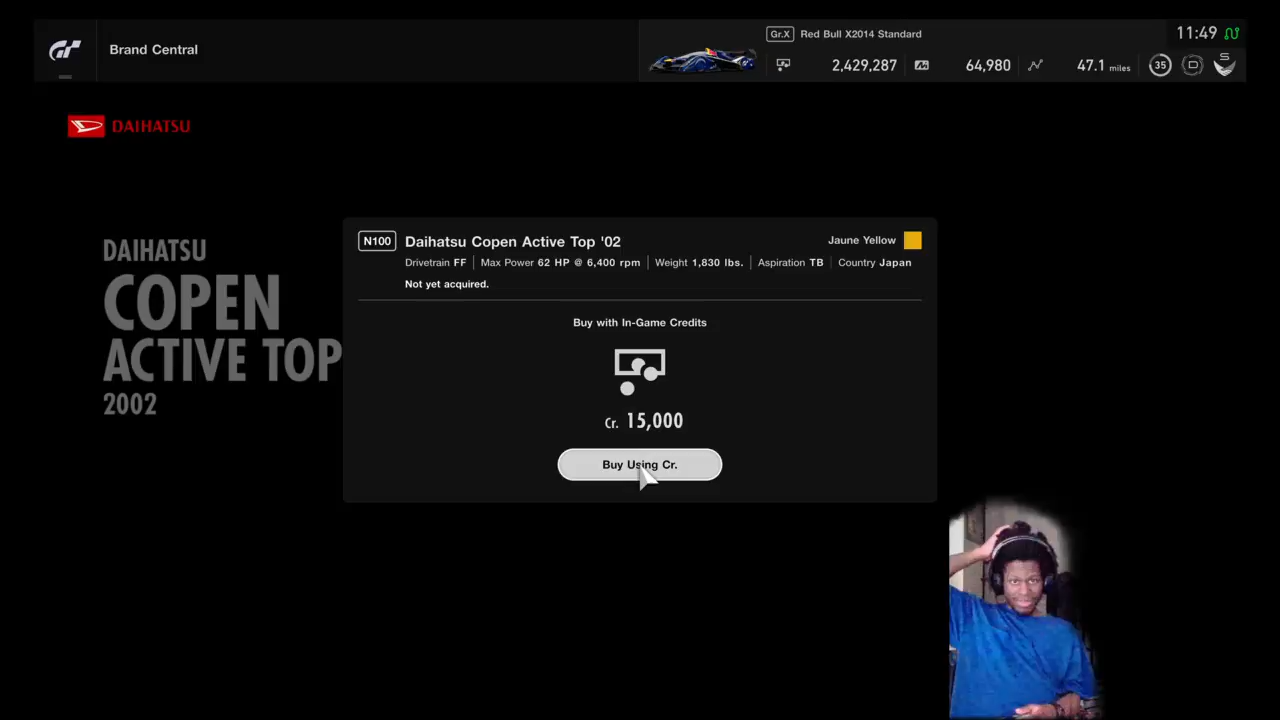 Brand Central
Gr.X Red Bull X2014 Standard
11:49
2,429,287
64,980
47.1 miles
35
S
DAIHATSU
DAIHATSU
COPEN
ACTIVE TOP
2002
N100 Daihatsu Copen Active Top '02
Jaune Yellow
Drivetrain FF | Max Power 62 HP @ 6,400 rpm | Weight 1,830 lbs. | Aspiration TB | Country Japan
Not yet acquired.
Buy with In-Game Credits
Cr. 15,000
Buy Using Cr.